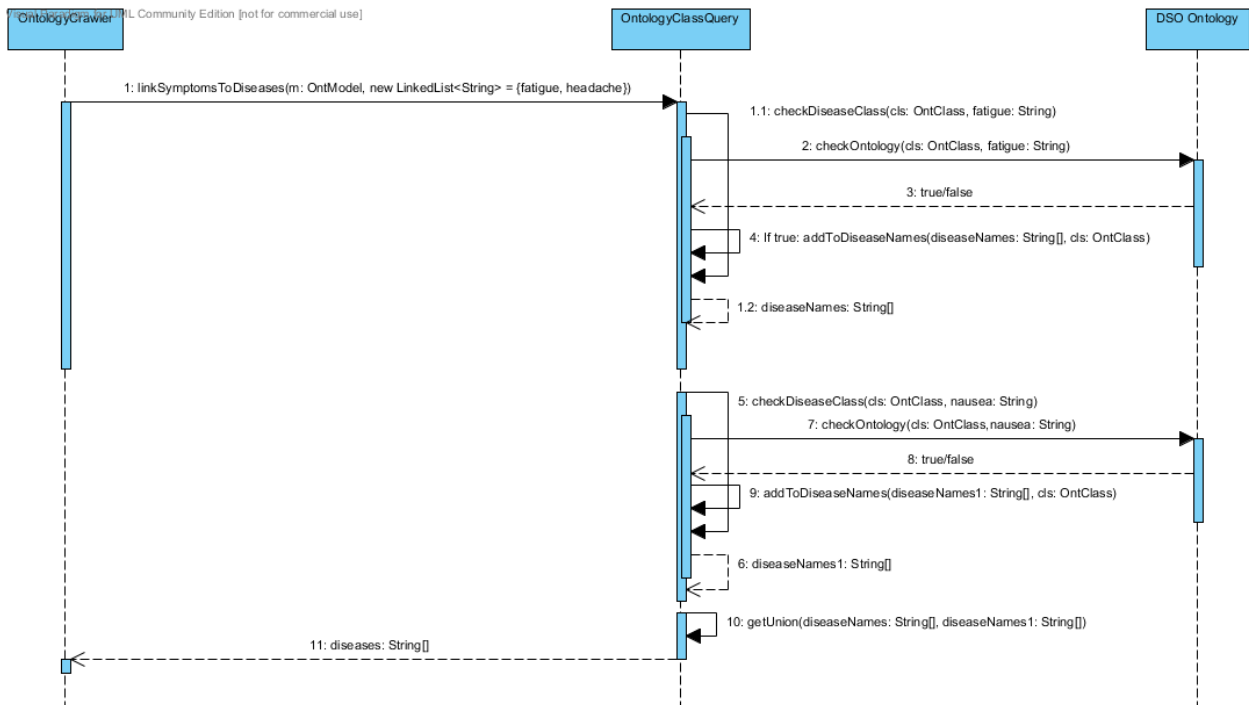 Visual Paradigm for UML Community Edition [not for commercial use]
OntologyCrawler
OntologyClassQuery
DSO Ontology
1: linkSymptomsToDiseases(m: OntModel, new LinkedList<String> = {fatigue, headache})
1.1: checkDiseaseClass(cls: OntClass, fatigue: String)
2: checkOntology(cls: OntClass, fatigue: String)
3: true/false
4: If true: addToDiseaseNames(diseaseNames: String[], cls: OntClass)
1.2: diseaseNames: String[]
5: checkDiseaseClass(cls: OntClass, nausea: String)
7: checkOntology(cls: OntClass,nausea: String)
8: true/false
9: addToDiseaseNames(diseaseNames1: String[], cls: OntClass)
6: diseaseNames1: String[]
10: getUnion(diseaseNames: String[], diseaseNames1: String[])
11: diseases: String[]